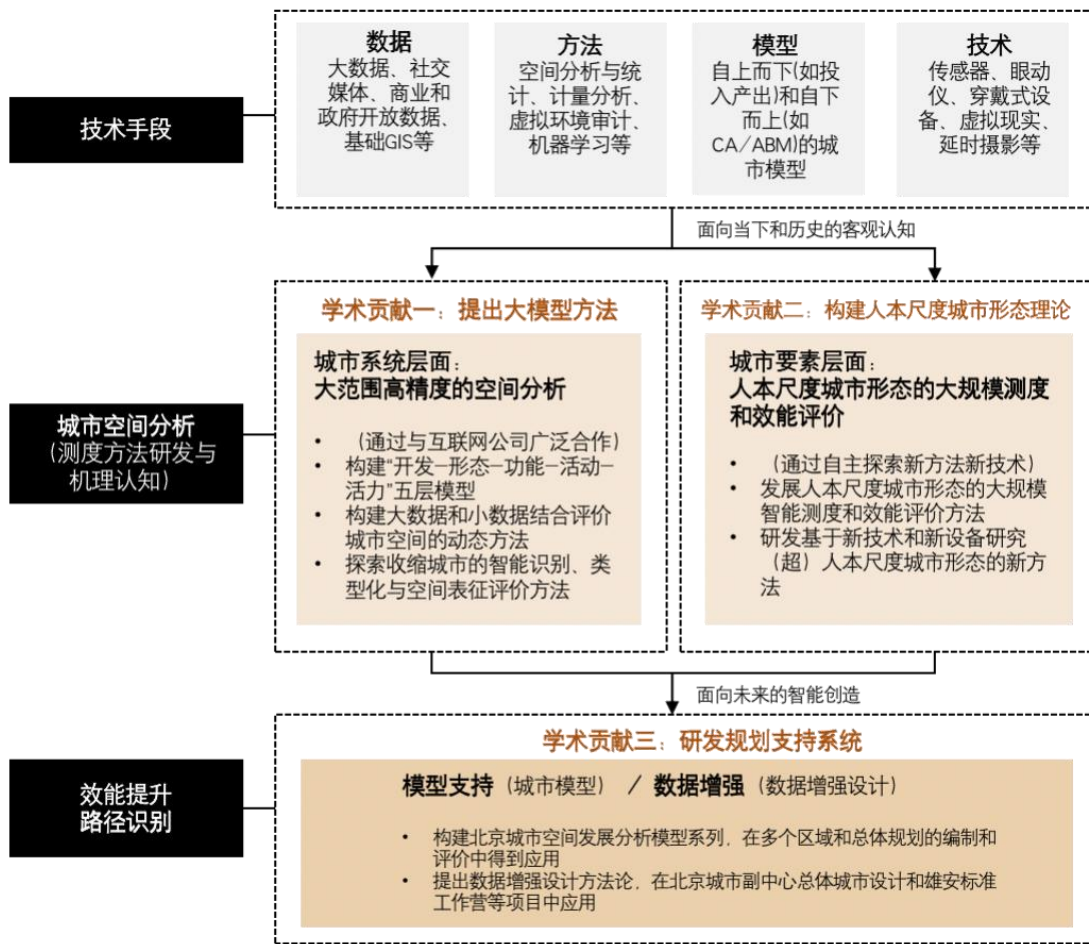 技术手段
数据
大数据、社交
媒体、商业和
政府开放数据、
基础GIS等
方法
空间分析与统
计、计量分析、
虚拟环境审计、
机器学习等
模型
自上而下(如投
入产出)和自下
而上(如
CA/ABM)的城
市模型
技术
传感器、眼动
仪、穿戴式设
备、虚拟现实、
延时摄影等
面向当下和历史的客观认知
城市空间分析
(测度方法研发与
机理认知)
学术贡献一：提出大模型方法
城市系统层面：
大范围高精度的空间分析
• （通过与互联网公司广泛合作）
• 构建“开发–形态–功能–活动–
活力”五层模型
• 构建大数据和小数据结合评价
城市空间的动态方法
• 探索收缩城市的智能识别、类
型化与空间表征评价方法
学术贡献二：构建人本尺度城市形态理论
城市要素层面：
人本尺度城市形态的大规模测度
和效能评价
• （通过自主探索新方法新技术）
• 发展人本尺度城市形态的大规模
智能测度和效能评价方法
• 研发基于新技术和新设备研究
（超）人本尺度城市形态的新方
法
面向未来的智能创造
效能提升
路径识别
学术贡献三：研发规划支持系统
模型支持（城市模型） / 数据增强（数据增强设计）
• 构建北京城市空间发展分析模型系列，在多个区域和总体规划的编制和
评价中得到应用
• 提出数据增强设计方法论，在北京城市副中心总体城市设计和雄安标准
工作营等项目中应用